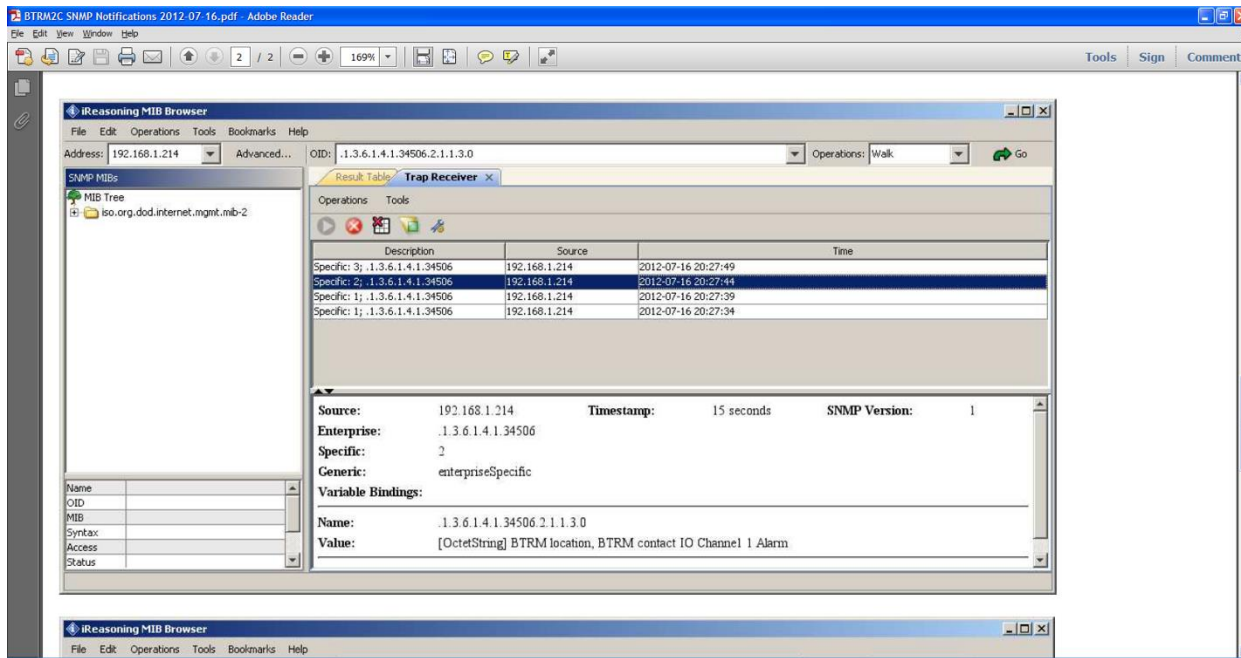 BTRM2C SNMP Notifications 2012-07-16.pdf - Adobe Reader
File Edit View Window Help
2 / 2 169% Tools Sign Comment
iReasoning MIB Browser
File Edit Operations Tools Bookmarks Help
Address: 192.168.1.214 Advanced... OID: .1.3.6.1.4.1.34506.2.1.1.3.0 Operations: Walk Go
SNMP MIBs
MIB Tree
iso.org.dod.internet.mgmt.mib-2
Result Table Trap Receiver
Operations Tools
Description Source Time
Specific: 3; .1.3.6.1.4.1.34506 192.168.1.214 2012-07-16 20:27:49
Specific: 2; .1.3.6.1.4.1.34506 192.168.1.214 2012-07-16 20:27:44
Specific: 1; .1.3.6.1.4.1.34506 192.168.1.214 2012-07-16 20:27:39
Specific: 1; .1.3.6.1.4.1.34506 192.168.1.214 2012-07-16 20:27:34
Source: 192.168.1.214 Timestamp: 15 seconds SNMP Version: 1
Enterprise: .1.3.6.1.4.1.34506
Specific: 2
Generic: enterpriseSpecific
Variable Bindings:
Name: .1.3.6.1.4.1.34506.2.1.1.3.0
Value: [OctetString] BTRM location, BTRM contact IO Channel 1 Alarm
Name
OID
MIB
Syntax
Access
Status
iReasoning MIB Browser
File Edit Operations Tools Bookmarks Help